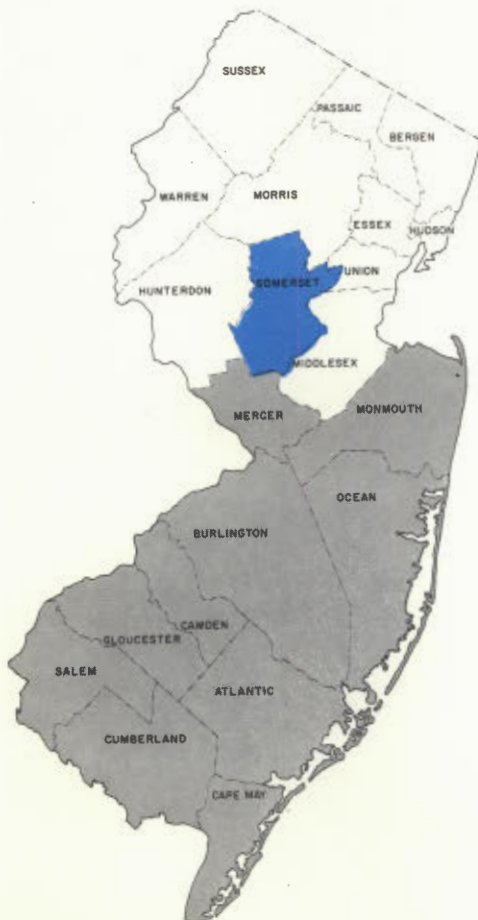 SUSSEX
PASSAIC
BERGEN
WARREN
MORRIS
ESSEX
HUDSON
UNION
SOMERSET
HUNTERDON
MIDDLESEX
MERCER
MONMOUTH
OCEAN
BURLINGTON
CAMDEN
GLOUCESTER
SALEM
ATLANTIC
CUMBERLAND
CAPE MAY